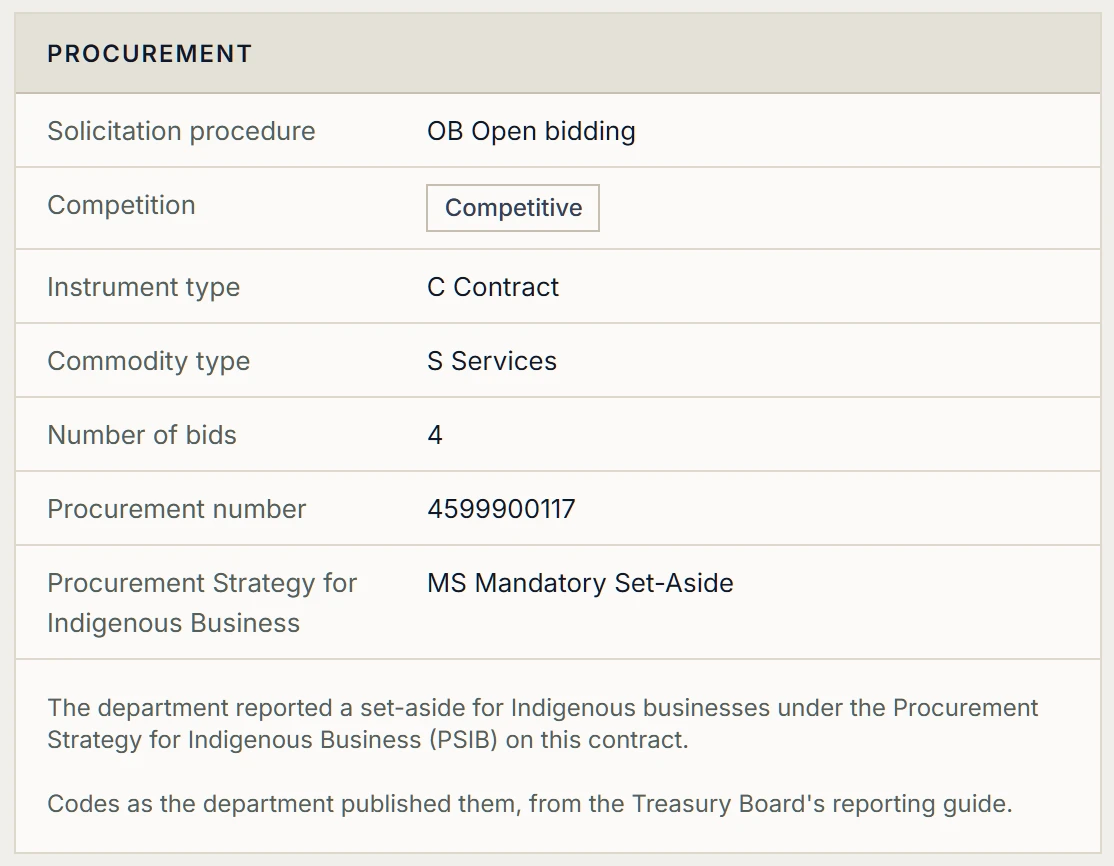 PROCUREMENT
Solicitation procedure OB Open bidding
Competition Competitive
Instrument type C Contract
Commodity type S Services
Number of bids 4
Procurement number 4599900117
Procurement Strategy for MS Mandatory Set-Aside
Indigenous Business
The department reported a set-aside for Indigenous businesses under the Procurement
Strategy for Indigenous Business (PSIB) on this contract.
Codes as the department published them, from the Treasury Board's reporting guide.